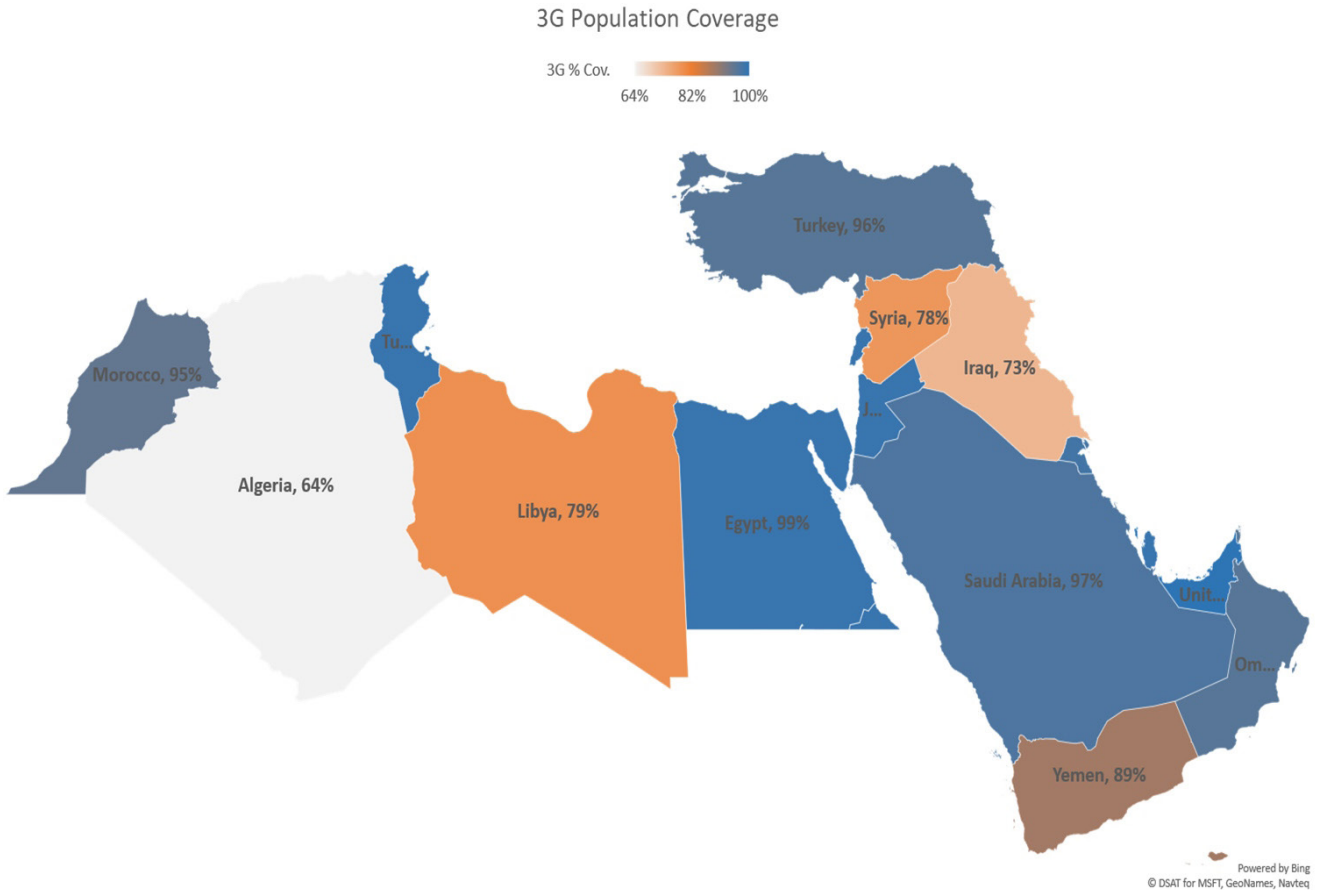 3G Population Coverage
3G % Cov.
64% 82% 100%
Turkey, 96%
Syria, 78%
Tu...
Iraq, 73%
Morocco, 95%
J...
Algeria, 64%
Libya, 79%
Egypt, 99%
Saudi Arabia, 97%
Unit...
Om...
Yemen, 89%
Powered by Bing
© DSAT for MSFT, GeoNames, Navteq